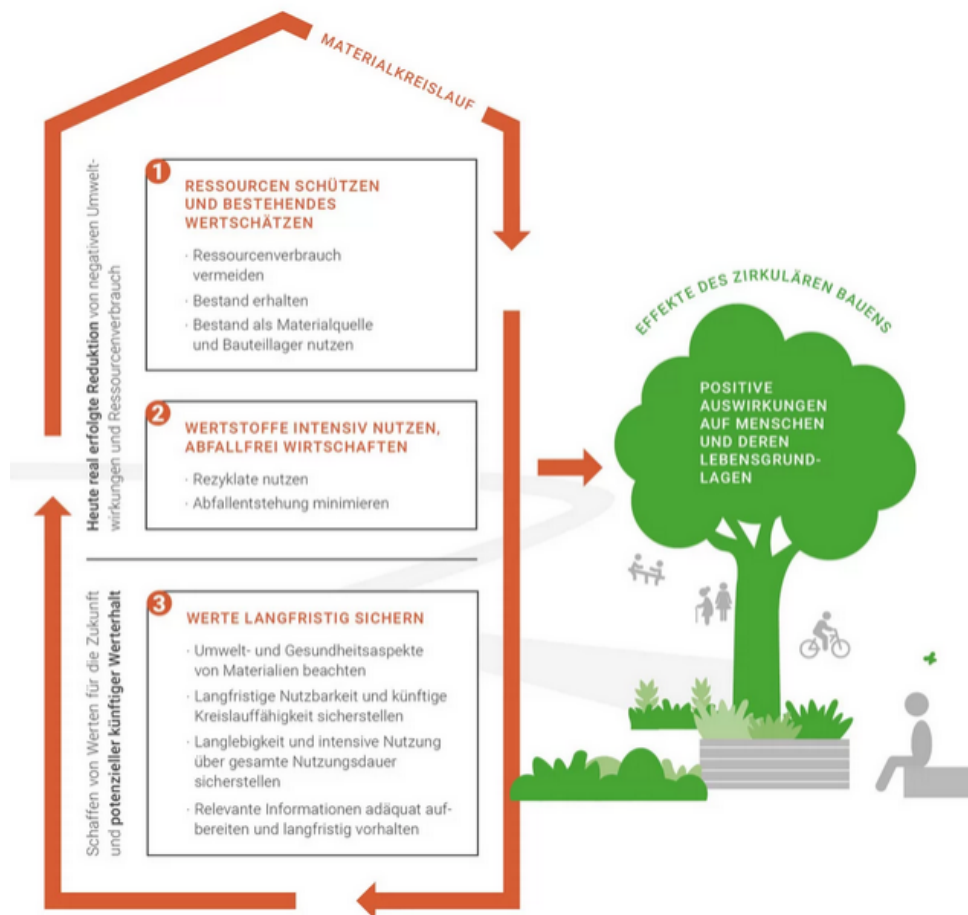 MATERIALKREISLAUF
Heute real erfolgte Reduktion von negativen Umwelt-
wirkungen und Ressourcenverbrauch
1
RESSOURCEN SCHÜTZEN
UND BESTEHENDES
WERTSCHÄTZEN
· Ressourcenverbrauch
vermeiden
· Bestand erhalten
· Bestand als Materialquelle
und Bauteillager nutzen
2
WERTSTOFFE INTENSIV NUTZEN,
ABFALLFREI WIRTSCHAFTEN
· Rezyklate nutzen
· Abfallentstehung minimieren
Schaffen von Werten für die Zukunft
und potenzieller künftiger Werterhalt
3
WERTE LANGFRISTIG SICHERN
· Umwelt- und Gesundheitsaspekte
von Materialien beachten
· Langfristige Nutzbarkeit und künftige
Kreislauffähigkeit sicherstellen
· Langlebigkeit und intensive Nutzung
über gesamte Nutzungsdauer
sicherstellen
· Relevante Informationen adäquat auf-
bereiten und langfristig vorhalten
EFFEKTE DES ZIRKULÄREN BAUENS
POSITIVE
AUSWIRKUNGEN
AUF MENSCHEN
UND DEREN
LEBENSGRUND-
LAGEN